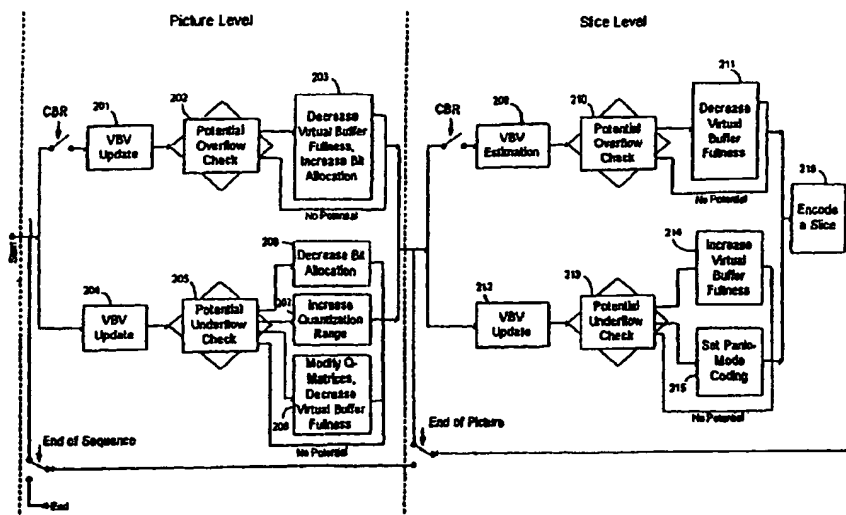 Picture Level
Slice Level
CBR
201
VBV
Update
202
Potential
Overflow
Check
203
Decrease
Virtual Buffer
Fullness,
Increase Bit
Allocation
No Potential
Start
204
VBV
Update
205
Potential
Underflow
Check
Decrease Bit
Allocation
Increase
Quantization
Range
Modify Q-
Matrices,
Decrease
Virtual Buffer
Fullness
No Potential
End of Sequence
End
CBR
VBV
Estimation
210
Potential
Overflow
Check
211
Decrease
Virtual
Buffer
Fullness
No Potential
212
VBV
Update
213
Potential
Underflow
Check
214
Increase
Virtual
Buffer
Fullness
Set Panic-
Mode
Coding
215
No Potential
Encode
a Slice
End of Picture